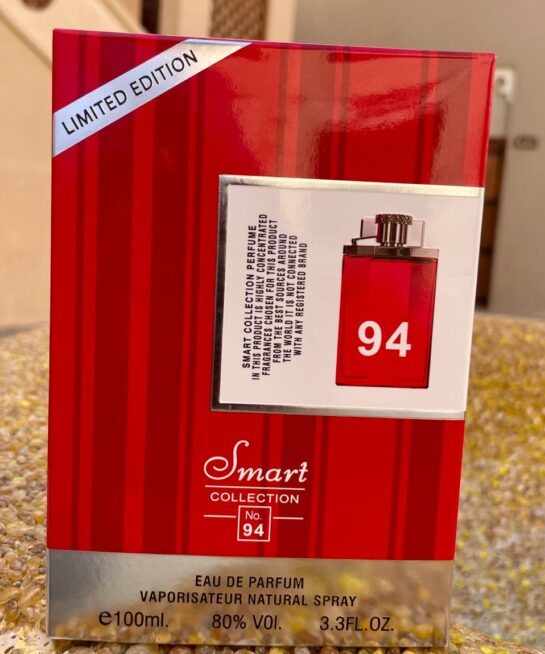 LIMITED EDITION
SMART COLLECTION PERFUME
IN THIS PRODUCT IS HIGHLY CONCENTRATED
FRAGRANCES CHOSEN FOR THIS PRODUCT
FROM THE BEST SOURCES AROUND
THE WORLD IT IS NOT CONNECTED
WITH ANY REGISTERED BRAND
94
Smart
COLLECTION
No.
94
EAU DE PARFUM
VAPORISATEUR NATURAL SPRAY
e100ml. 80% VOl. 3.3FL.OZ.